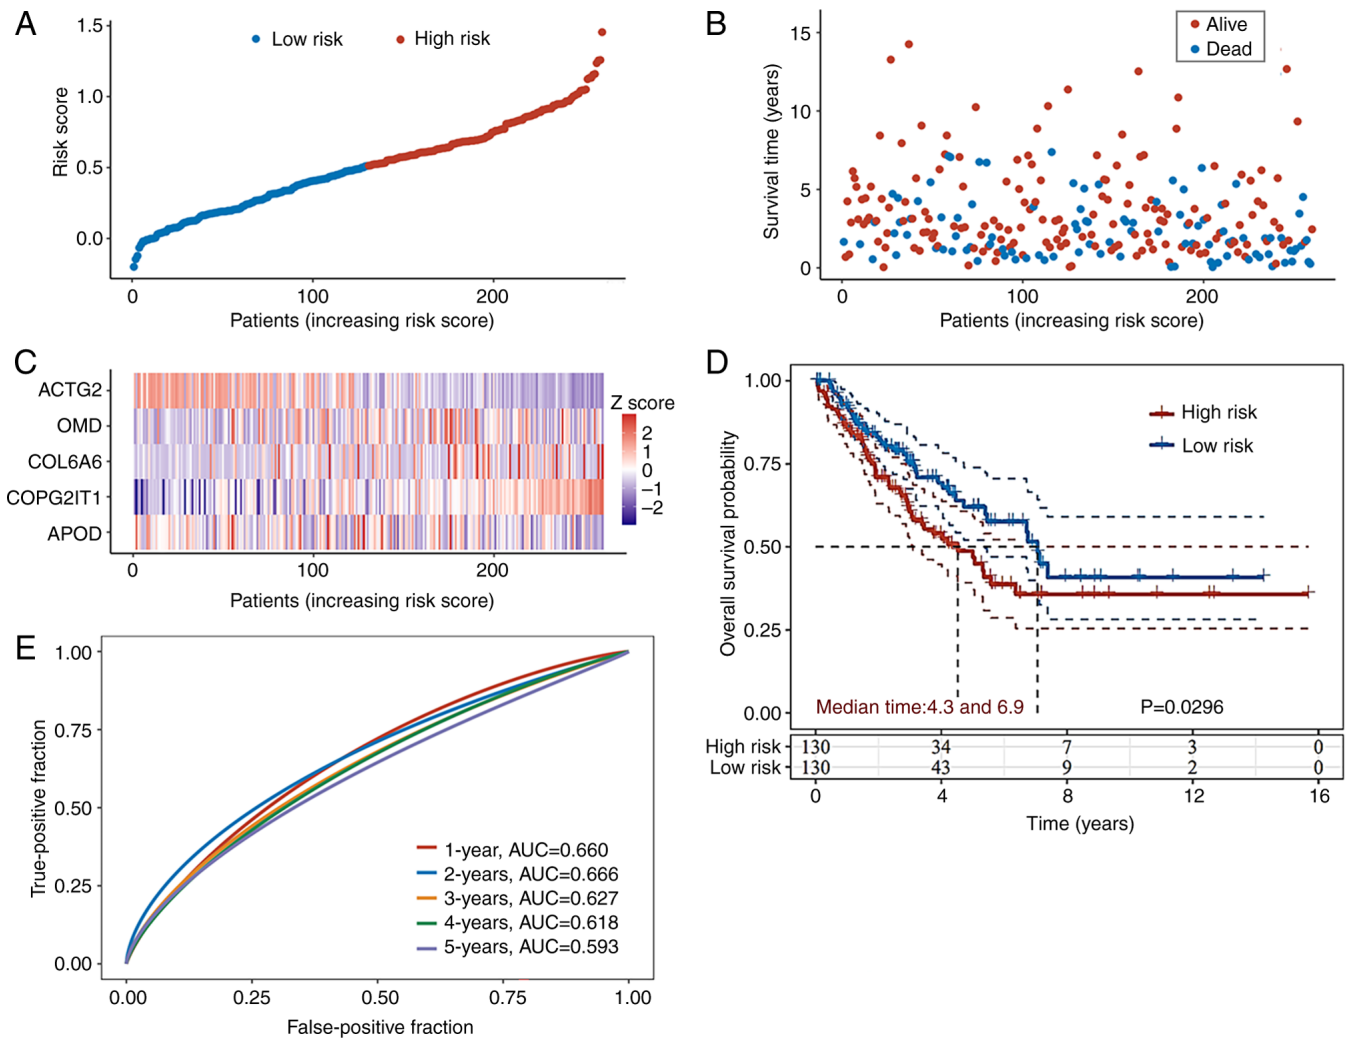 A
1.5
1.0
0.5
0.0
Risk score
Low risk
High risk
0
100
200
Patients (increasing risk score)
B
15
10
5
0
Survival time (years)
Alive
Dead
0
100
200
Patients (increasing risk score)
C
ACTG2
OMD
COL6A6
COPG2IT1
APOD
Z score
2
1
0
−1
−2
0
100
200
Patients (increasing risk score)
D
1.00
0.75
0.50
0.25
0.00
Overall survival probability
High risk
Low risk
Median time:4.3 and 6.9
P=0.0296
High risk 130 34 7 3 0
Low risk 130 43 9 2 0
0 4 8 12 16
Time (years)
E
1.00
0.75
0.50
0.25
0.00
True-positive fraction
1-year, AUC=0.660
2-years, AUC=0.666
3-years, AUC=0.627
4-years, AUC=0.618
5-years, AUC=0.593
0.00 0.25 0.50 0.75 1.00
False-positive fraction